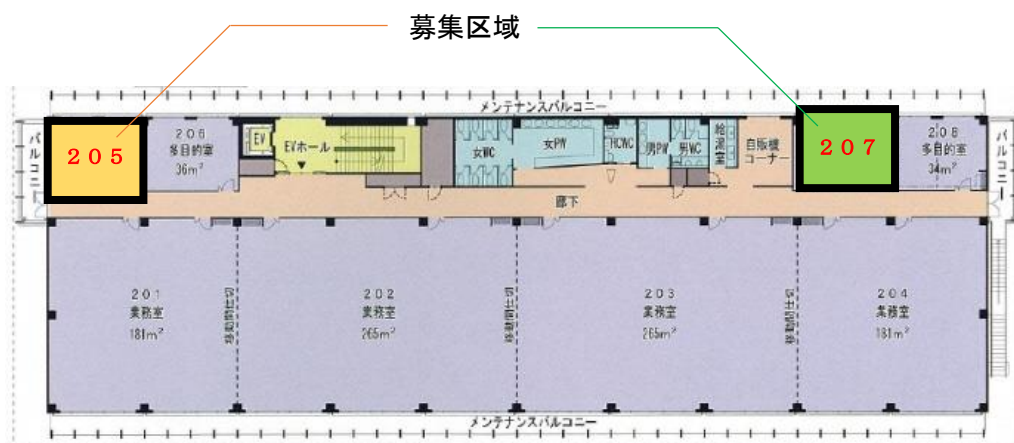 募集区域
メンテナンスバルコニー
バルコニー
205
206
多目的室
36m²
EV
EVホール
女WC
女PW
HCWC
男PW
男WC
給湯室
自販機
コーナー
207
208
多目的室
34m²
バルコニー
廊下
201
業務室
181m²
移動間仕切
202
業務室
265m²
移動間仕切
203
業務室
265m²
移動間仕切
204
業務室
181m²
メンテナンスバルコニー